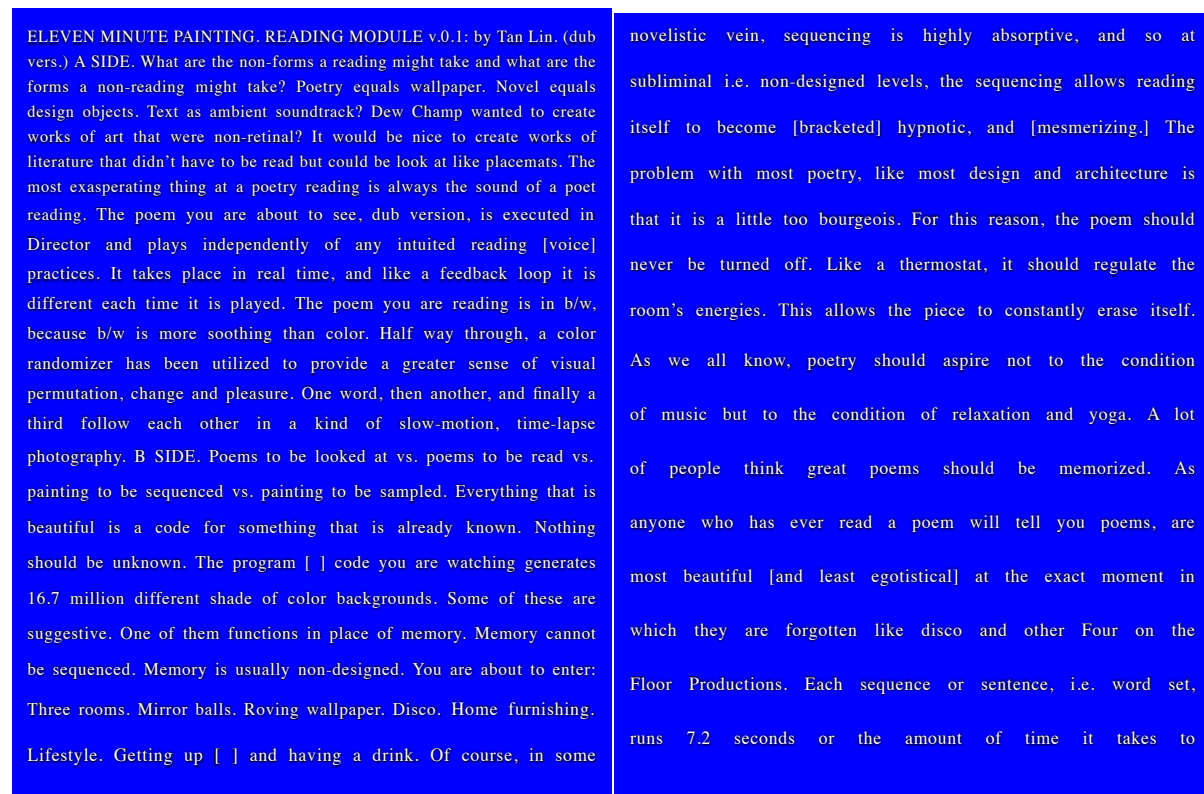 ELEVEN MINUTE PAINTING. READING MODULE v.0.1: by Tan Lin. (dub
vers.) A SIDE. What are the non-forms a reading might take and what are the
forms a non-reading might take? Poetry equals wallpaper. Novel equals
design objects. Text as ambient soundtrack? Dew Champ wanted to create
works of art that were non-retinal? It would be nice to create works of
literature that didn't have to be read but could be look at like placemats. The
most exasperating thing at a poetry reading is always the sound of a poet
reading. The poem you are about to see, dub version, is executed in
Director and plays independently of any intuited reading [voice]
practices. It takes place in real time, and like a feedback loop it is
different each time it is played. The poem you are reading is in b/w,
because b/w is more soothing than color. Half way through, a color
randomizer has been utilized to provide a greater sense of visual
permutation, change and pleasure. One word, then another, and finally a
third follow each other in a kind of slow-motion, time-lapse
photography. B SIDE. Poems to be looked at vs. poems to be read vs.
painting to be sequenced vs. painting to be sampled. Everything that is
beautiful is a code for something that is already known. Nothing
should be unknown. The program [ ] code you are watching generates
16.7 million different shade of color backgrounds. Some of these are
suggestive. One of them functions in place of memory. Memory cannot
be sequenced. Memory is usually non-designed. You are about to enter:
Three rooms. Mirror balls. Roving wallpaper. Disco. Home furnishing.
Lifestyle. Getting up [ ] and having a drink. Of course, in some
novelistic vein, sequencing is highly absorptive, and so at
subliminal i.e. non-designed levels, the sequencing allows reading
itself to become [bracketed] hypnotic, and [mesmerizing.] The
problem with most poetry, like most design and architecture is
that it is a little too bourgeois. For this reason, the poem should
never be turned off. Like a thermostat, it should regulate the
room's energies. This allows the piece to constantly erase itself.
As we all know, poetry should aspire not to the condition
of music but to the condition of relaxation and yoga. A lot
of people think great poems should be memorized. As
anyone who has ever read a poem will tell you poems, are
most beautiful [and least egotistical] at the exact moment in
which they are forgotten like disco and other Four on the
Floor Productions. Each sequence or sentence, i.e. word set,
runs 7.2 seconds or the amount of time it takes to